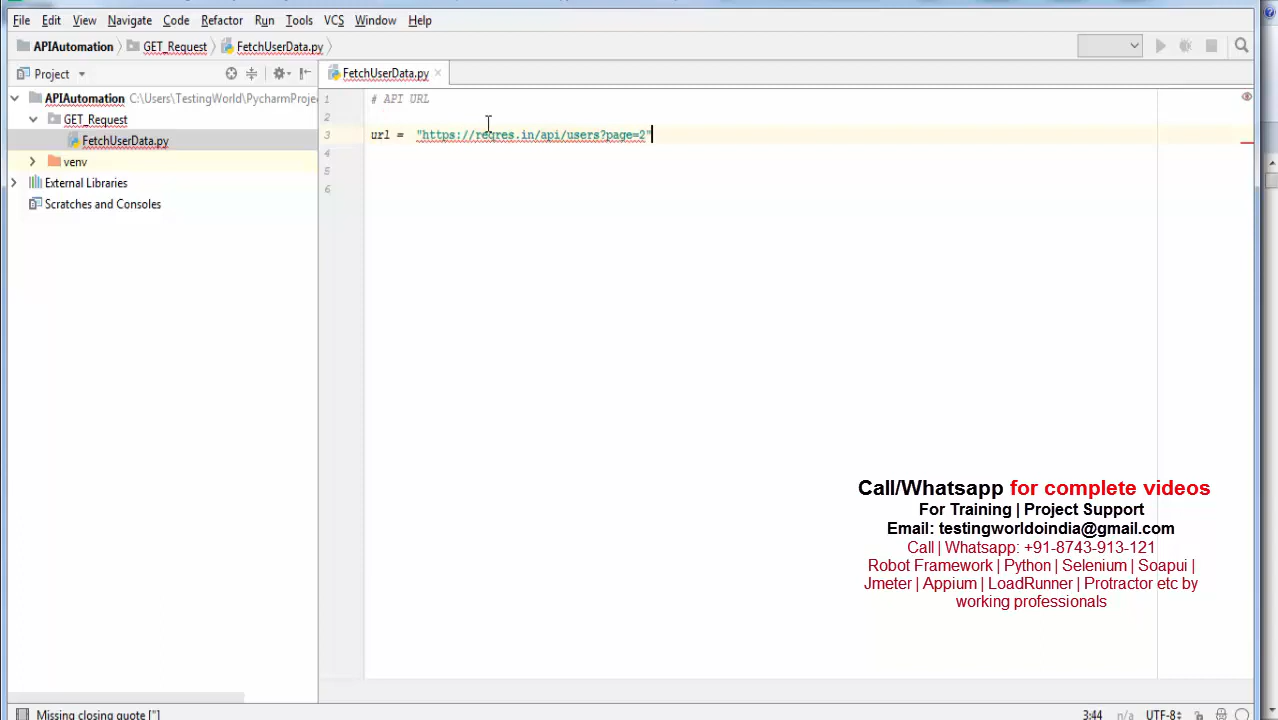 File Edit View Navigate Code Refactor Run Tools VCS Window Help
APIAutomation GET_Request FetchUserData.py
Project
FetchUserData.py
APIAutomation C:\Users\TestingWorld\PycharmProje
GET_Request
FetchUserData.py
venv
External Libraries
Scratches and Consoles
1 # API URL
2
3 url = "https://reqres.in/api/users?page=2"
4
5
6
Call/Whatsapp for complete videos
For Training | Project Support
Email: testingworldoindia@gmail.com
Call | Whatsapp: +91-8743-913-121
Robot Framework | Python | Selenium | Soapui |
Jmeter | Appium | LoadRunner | Protractor etc by
working professionals
Missing closing quote ["] 3:44 n/a UTF-8